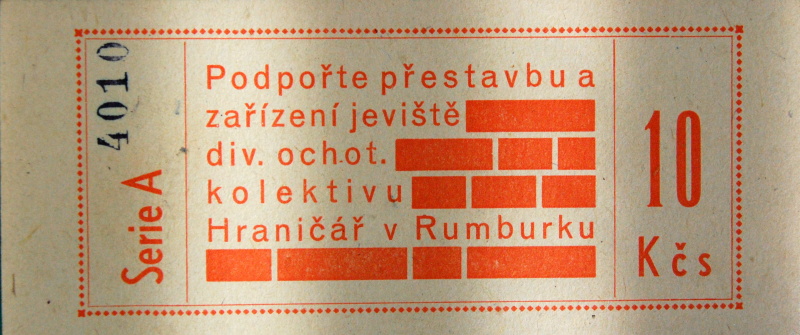 4010
Serie A
Podpořte přestavbu a
zařízení jeviště
div. ochot.
kolektivu
Hraničář v Rumburku
10
Kčs